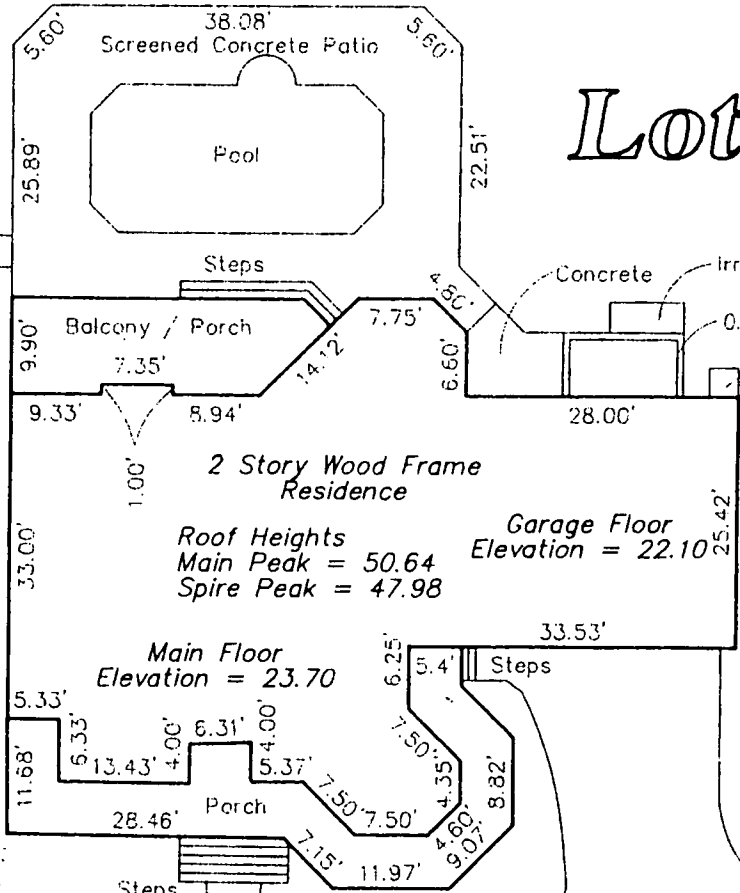 38.08'
5.60'
5.60'
Screened Concrete Patio
Lot
25.89'
Pool
22.51'
Steps
Concrete
Irr
4.80'
0.
Balcony / Porch
7.75'
9.90'
7.35'
14.12'
6.60'
9.33'
8.94'
28.00'
1.00'
2 Story Wood Frame
Residence
Roof Heights
Main Peak = 50.64
Spire Peak = 47.98
Garage Floor
Elevation = 22.10
25.42'
33.00'
33.53'
Main Floor
Elevation = 23.70
6.25'
5.4'
Steps
5.33'
6.33'
4.00'
6.31'
4.00'
7.50'
11.68'
13.43'
5.37'
4.35'
8.82'
Porch
7.50'
7.50'
4.60'
9.07'
28.46'
7.15'
11.97'
Steps